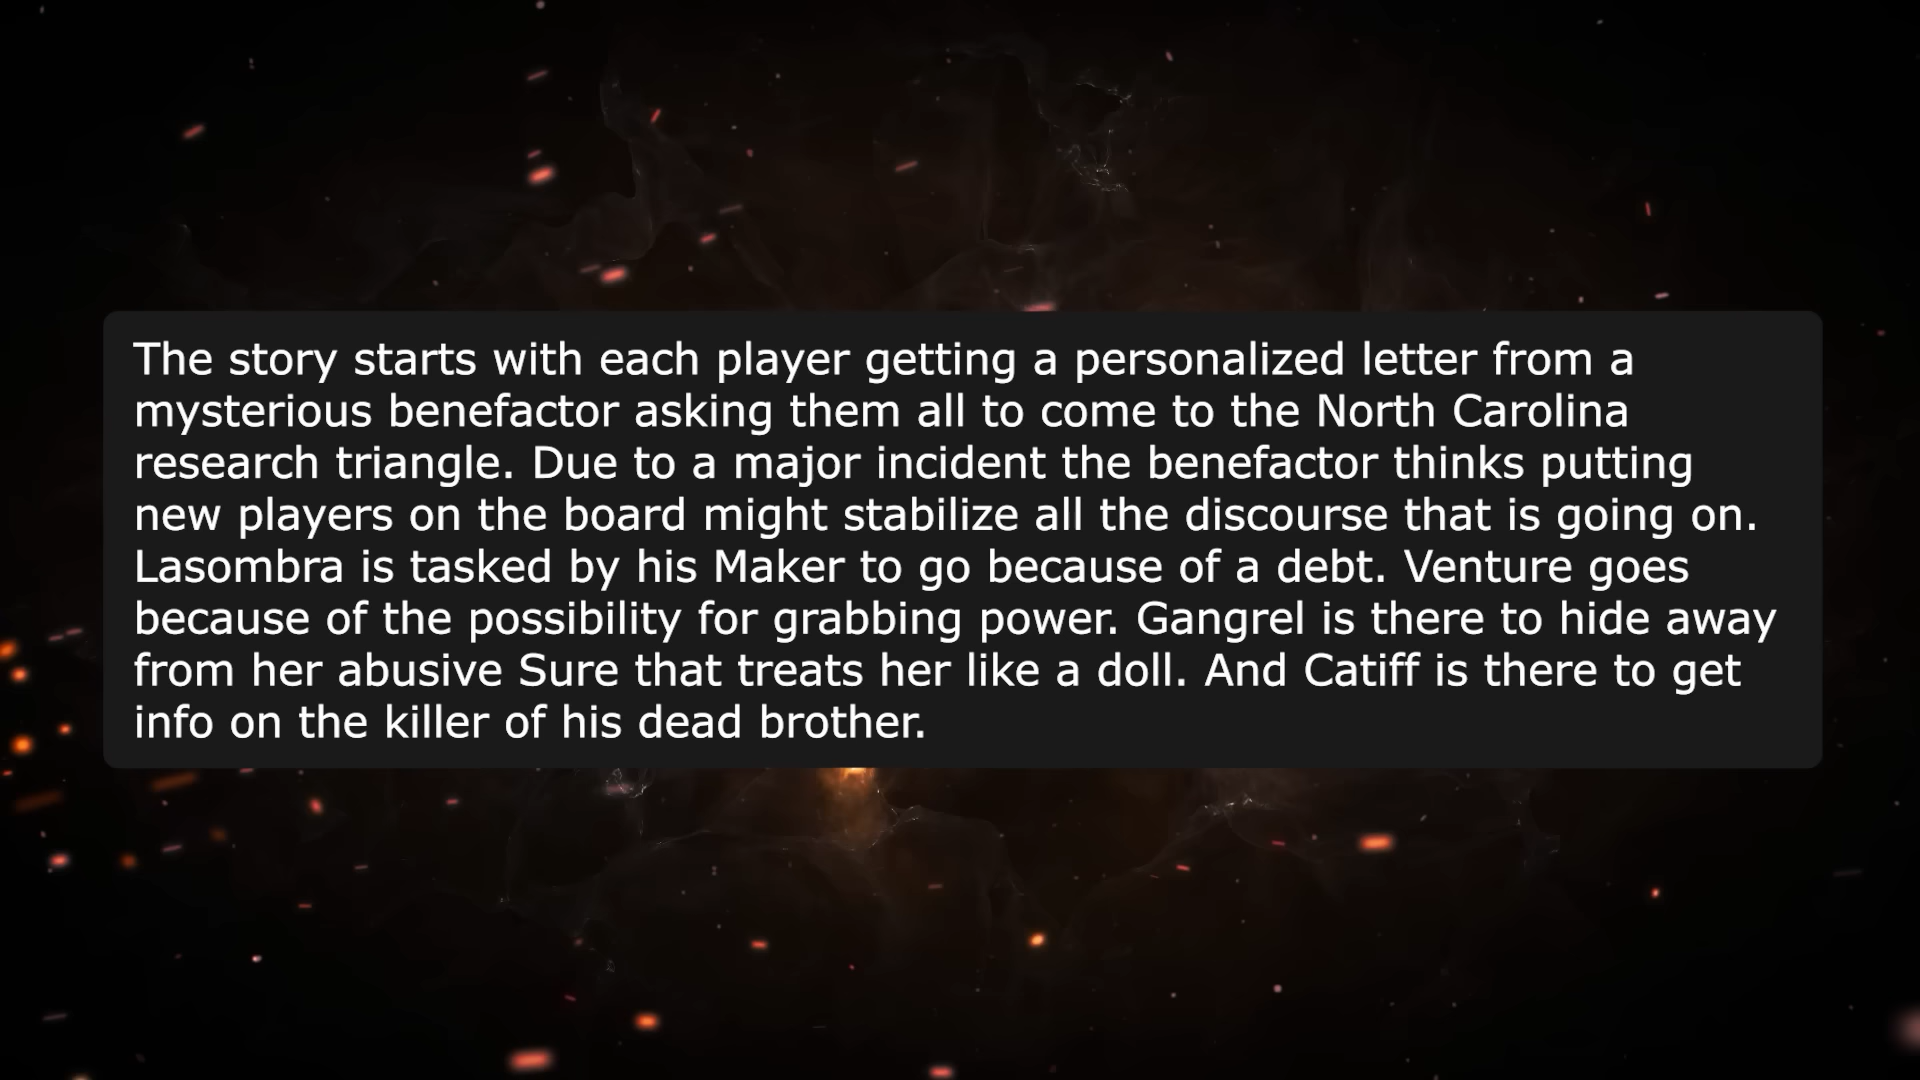 The story starts with each player getting a personalized letter from a
mysterious benefactor asking them all to come to the North Carolina
research triangle. Due to a major incident the benefactor thinks putting
new players on the board might stabilize all the discourse that is going on.
Lasombra is tasked by his Maker to go because of a debt. Venture goes
because of the possibility for grabbing power. Gangrel is there to hide away
from her abusive Sure that treats her like a doll. And Catiff is there to get
info on the killer of his dead brother.